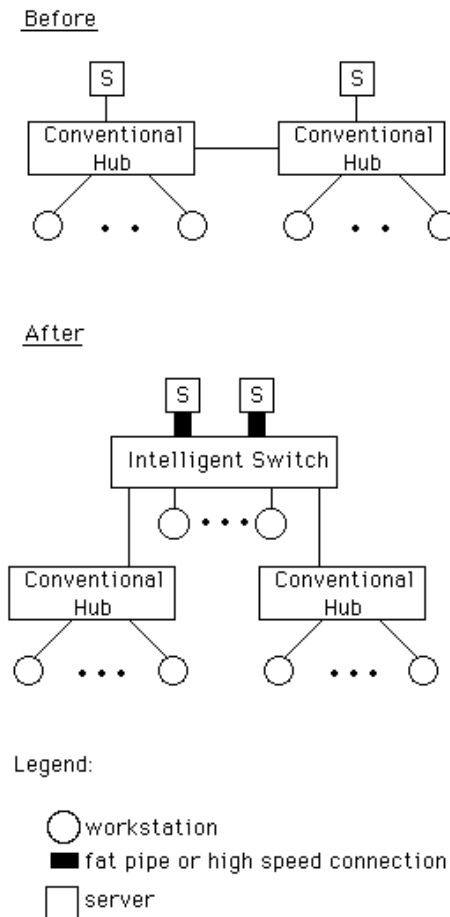 Before
S S
Conventional Conventional
Hub Hub
After
S S
Intelligent Switch
Conventional Conventional
Hub Hub
Legend:
workstation
fat pipe or high speed connection
server